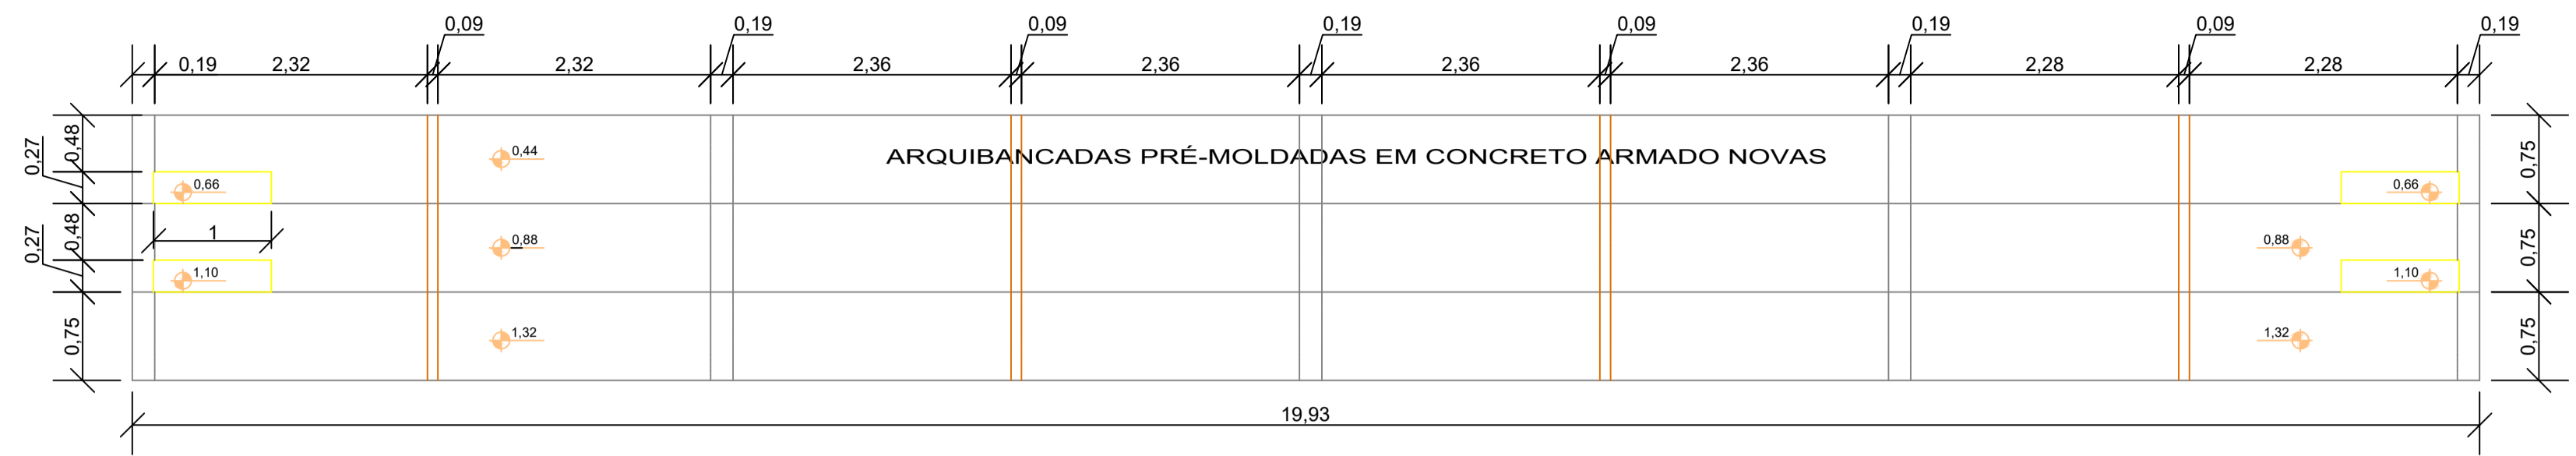 0,09 0,19 0,09 0,19 0,09 0,19 0,09 0,19
0,19 2,32 2,32 2,36 2,36 2,36 2,36 2,28 2,28
ARQUIBANCADAS PRÉ-MOLDADAS EM CONCRETO ARMADO NOVAS
0,27 0,48 0,44 0,75
0,66 0,66
0,27 0,48 1 0,88 0,88 0,75
1,10 1,10
0,75 1,32 1,32 0,75
19,93